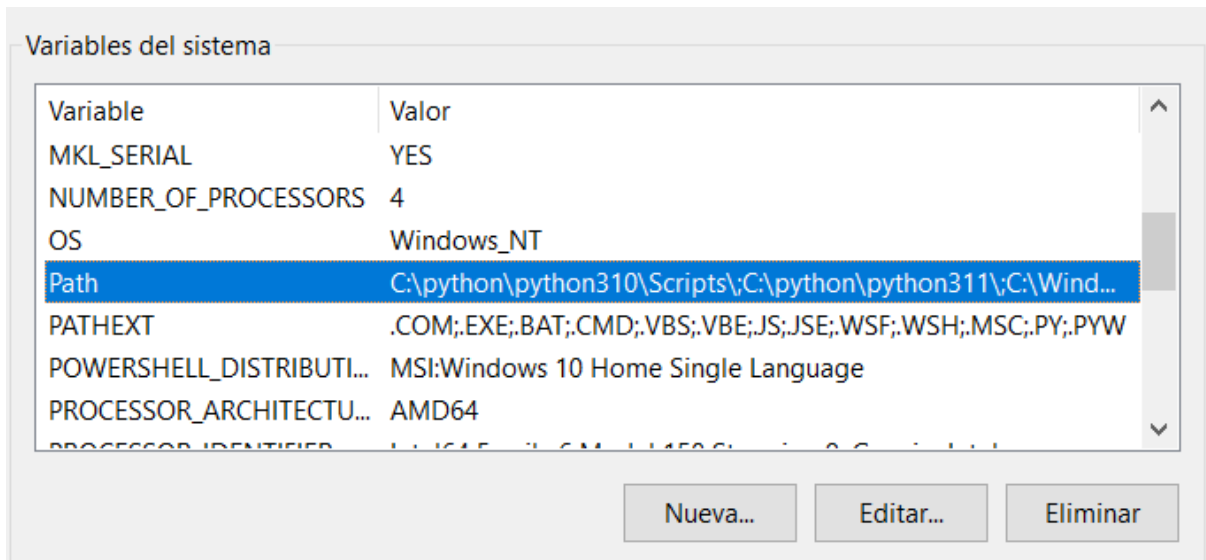 Variables del sistema
Variable Valor
MKL_SERIAL YES
NUMBER_OF_PROCESSORS 4
OS Windows_NT
Path C:\python\python310\Scripts\;C:\python\python311\;C:\Wind...
PATHEXT .COM;.EXE;.BAT;.CMD;.VBS;.VBE;.JS;.JSE;.WSF;.WSH;.MSC;.PY;.PYW
POWERSHELL_DISTRIBUTI... MSI:Windows 10 Home Single Language
PROCESSOR_ARCHITECTU... AMD64
Nueva... Editar... Eliminar